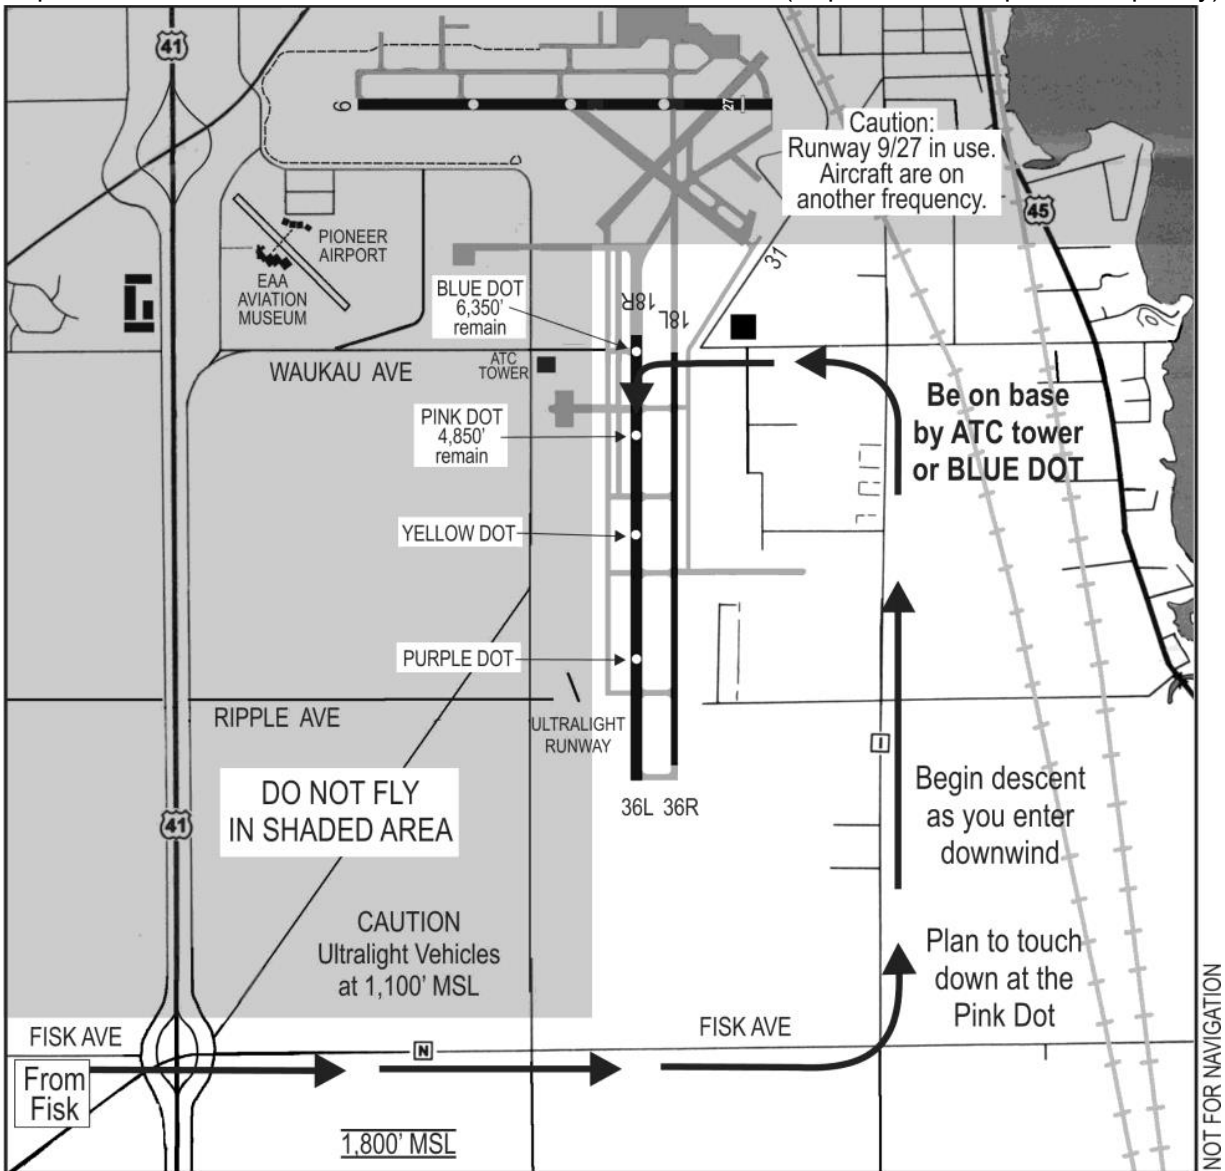 41
9
27
Caution:
Runway 9/27 in use.
Aircraft are on
another frequency.
45
PIONEER
AIRPORT
EAA
AVIATION
MUSEUM
31
BLUE DOT
6,350'
remain
18R
18L
WAUKAU AVE
ATC
TOWER
Be on base
by ATC tower
or BLUE DOT
PINK DOT
4,850'
remain
YELLOW DOT
PURPLE DOT
RIPPLE AVE
ULTRALIGHT
RUNWAY
I
DO NOT FLY
IN SHADED AREA
41
36L 36R
Begin descent
as you enter
downwind
CAUTION
Ultralight Vehicles
at 1,100' MSL
Plan to touch
down at the
Pink Dot
FISK AVE
FISK AVE
N
From
Fisk
1,800' MSL
NOT FOR NAVIGATION